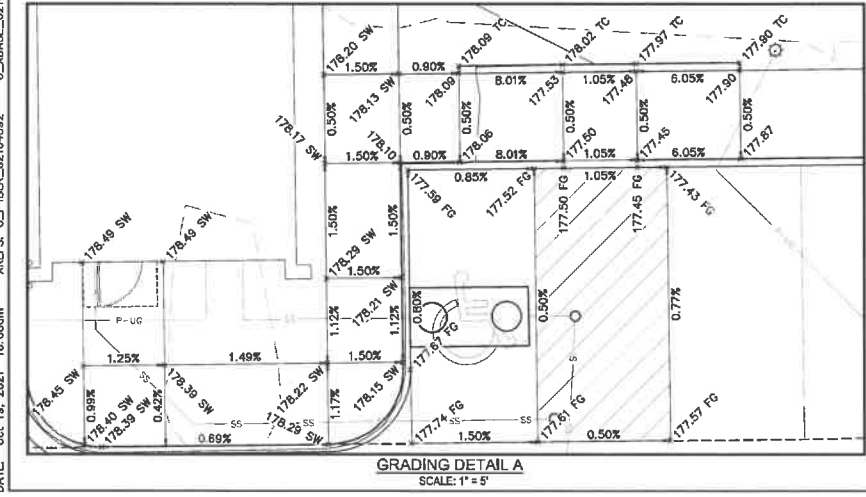 178.20 SW
178.09 TC
178.02 TC
177.97 TC
177.90 TC
1.50%
0.90%
8.01%
1.05%
6.05%
178.13 SW
178.09
177.53
177.48
177.90
0.50%
0.50%
0.50%
0.50%
0.50%
0.50%
178.17 SW
178.10
178.06
177.50
177.45
177.87
1.50%
0.90%
8.01%
1.05%
6.05%
0.85%
1.05%
177.59 FG
177.52 FG
177.50 FG
177.45 FG
177.43 FG
1.50%
1.50%
178.49 SW
178.49 SW
178.29 SW
1.50%
178.21 SW
P-UG
SS
1.12%
1.12%
0.80%
0.50%
0.77%
1.25%
1.49%
1.50%
177.67 FG
178.45 SW
SS
178.39 SW
178.22 SW
178.15 SW
S
0.99%
178.40 SW
178.39 SW
0.42%
SS
SS
1.17%
SS
SS
0.69%
178.29 SW
177.74 FG
1.50%
177.61 FG
0.50%
177.57 FG
GRADING DETAIL A
SCALE: 1" = 5'